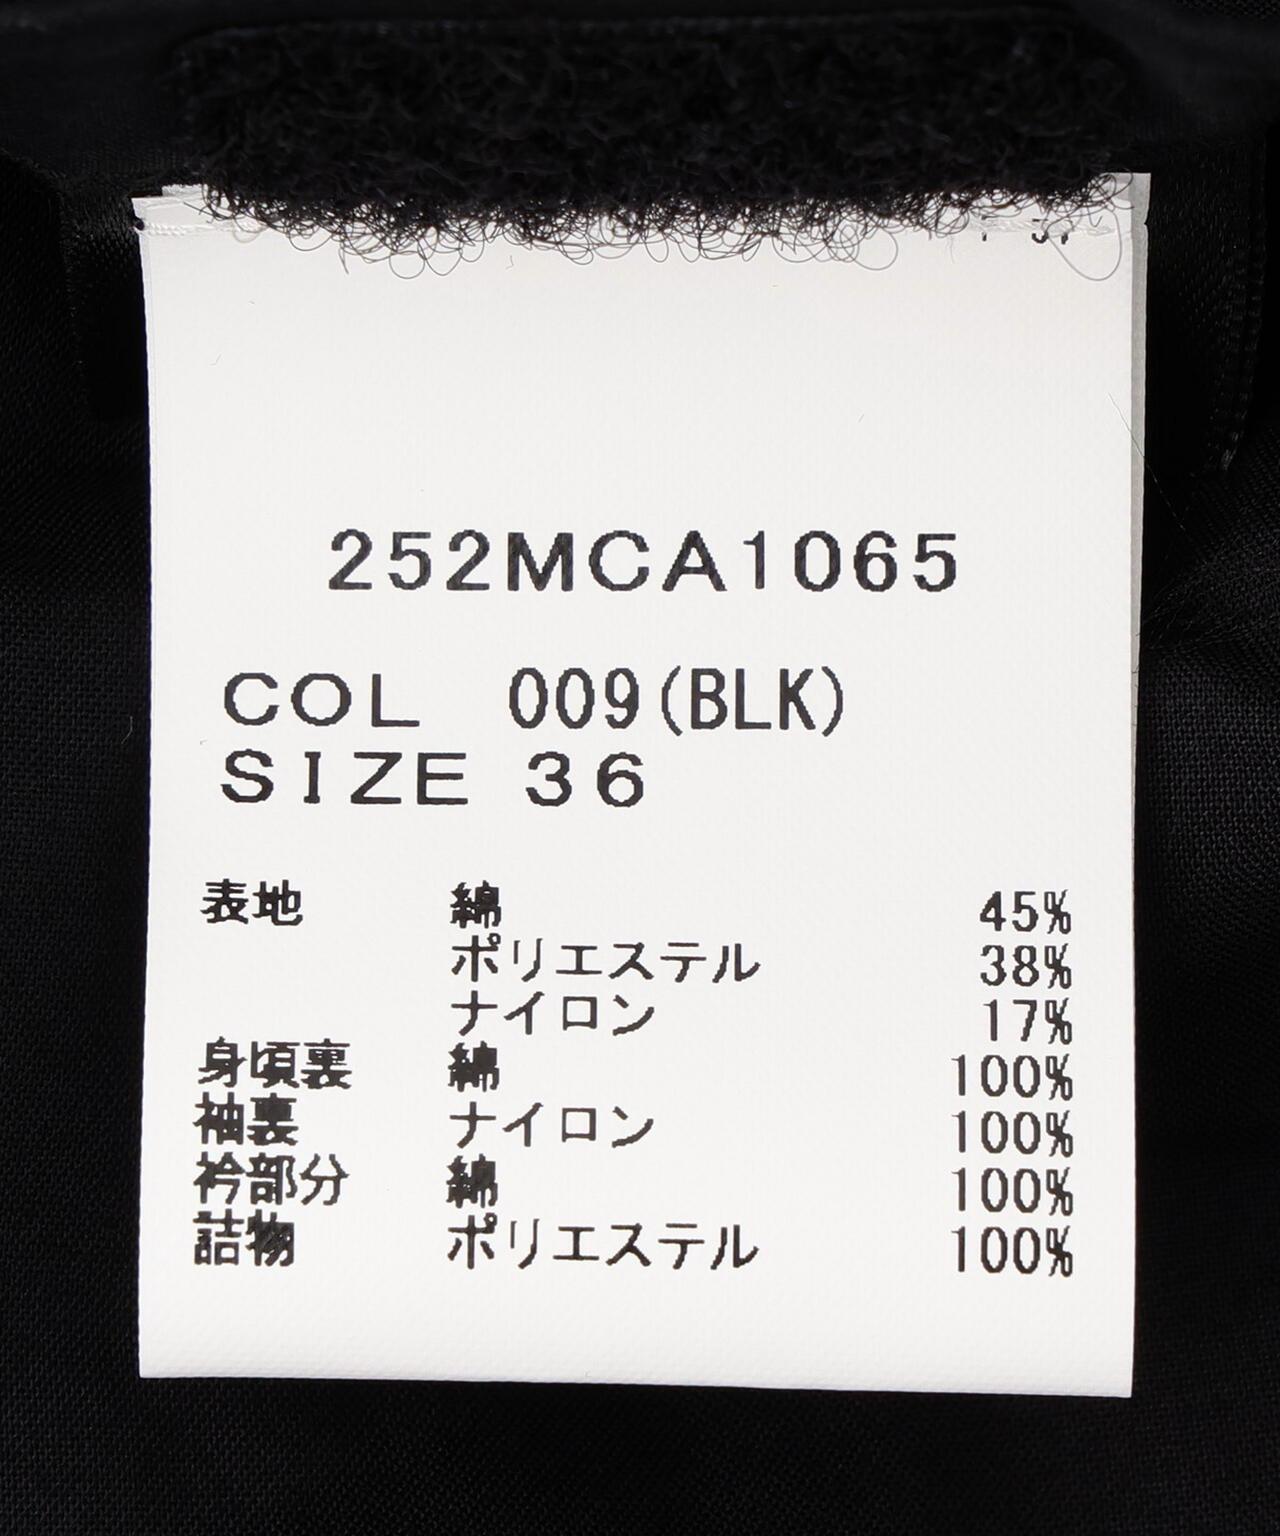 252MCA1065
COL 009(BLK)
SIZE 36
表地 綿 45%
ポリエステル 38%
ナイロン 17%
身頃裏 綿 100%
袖裏 ナイロン 100%
衿部分 綿 100%
詰物 ポリエステル 100%